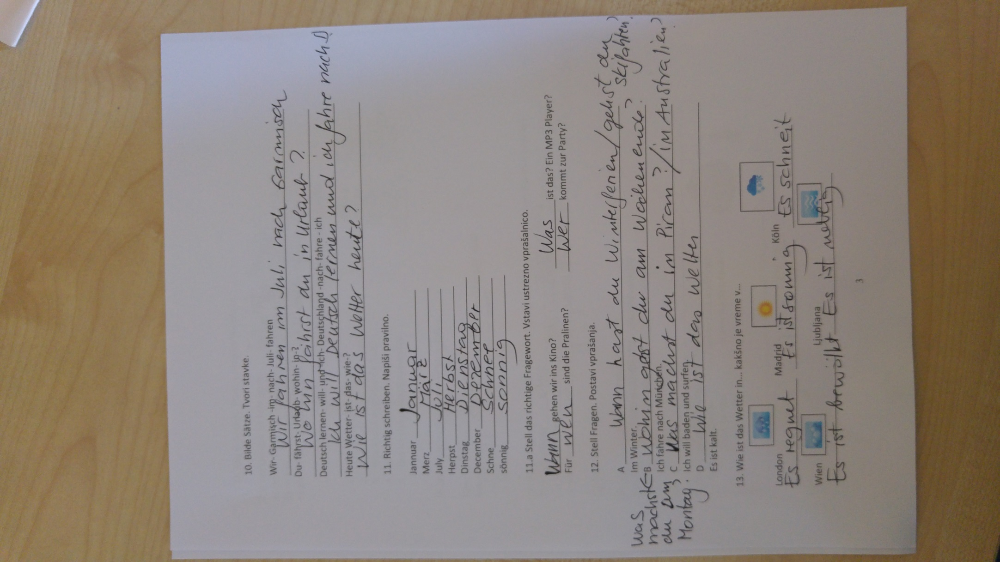 10. Bilde Sätze. Tvori stavke.
Wir- Garmisch -im- nach- Juli- fahren
Wir fahren im Juli nach Garmisch
Du- fährst- Urlaub- wohin- in-?
Wohin fährst du in Urlaub?
Deutsch lernen- will- und -ich- Deutschland -nach- fahre - ich
Ich will Deutsch lernen und ich fahre nach D
Heute Wetter- ist- das- wie-?
Wie ist das Wetter heute?
11. Richtig schreiben. Napiši pravilno.
Jannuar Januar
Merz März
July Juli
Herpst Herbst
Dinstag Dienstag
December Dezember
Schne Schnee
sönnig sonnig
11.a Stell das richtige Fragewort. Vstavi ustrezno vprašalnico.
Wann gehen wir ins Kino? Was ist das? Ein MP3 Player?
Für wen sind die Pralinen? Wer kommt zur Party?
12. Stell Fragen. Postavi vprašanja.
A Wann hast du Winterferien/gehst du
skifahren?
Im Winter.
B Wohin gehst du am Wochenende?
Was
machst
du am
Montag?
Ich fahre nach München.
C Was machst du in Piran?/in Australien?
Ich will baden und surfen.
D Wie ist das Wetter
Es ist kalt.
13. Wie ist das Wetter in... kakšno je vreme v...
London Madrid Köln
Es regnet Es ist sonnig Es schneit
Wien Ljubljana
Es ist bewölkt Es ist neblig
3